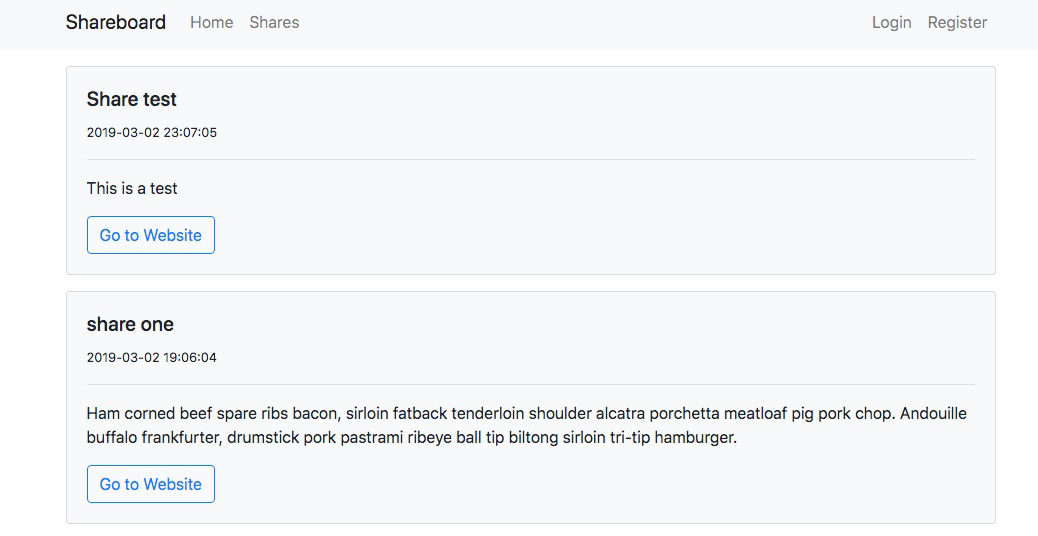 Shareboard Home Shares Login Register
Share test
2019-03-02 23:07:05
This is a test
Go to Website
share one
2019-03-02 19:06:04
Ham corned beef spare ribs bacon, sirloin fatback tenderloin shoulder alcatra porchetta meatloaf pig pork chop. Andouille
buffalo frankfurter, drumstick pork pastrami ribeye ball tip biltong sirloin tri-tip hamburger.
Go to Website